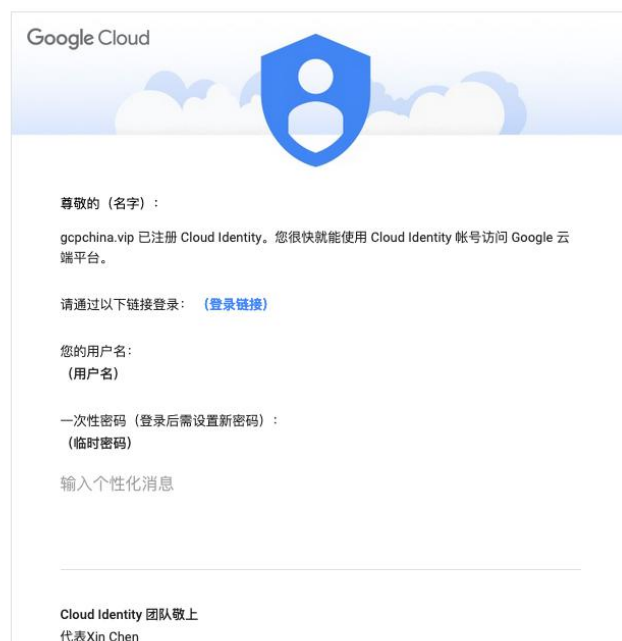 Google Cloud
尊敬的（名字）：
gcpchina.vip 已注册 Cloud Identity。您很快就能使用 Cloud Identity 帐号访问 Google 云
端平台。
请通过以下链接登录： （登录链接）
您的用户名：
（用户名）
一次性密码（登录后需设置新密码）：
（临时密码）
输入个性化消息
Cloud Identity 团队敬上
代表Xin Chen